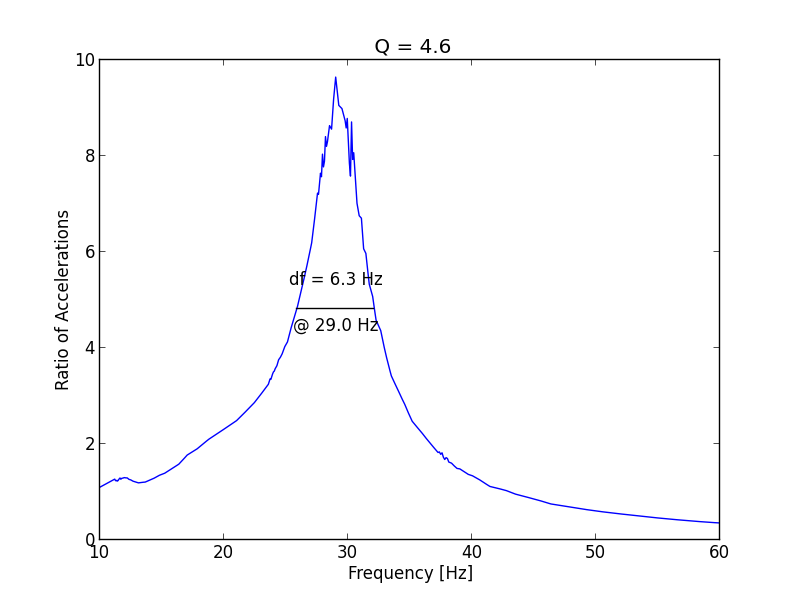 Q = 4.6
10
8
6
4
2
0
Ratio of Accelerations
df = 6.3 Hz
@ 29.0 Hz
10 20 30 40 50 60
Frequency [Hz]